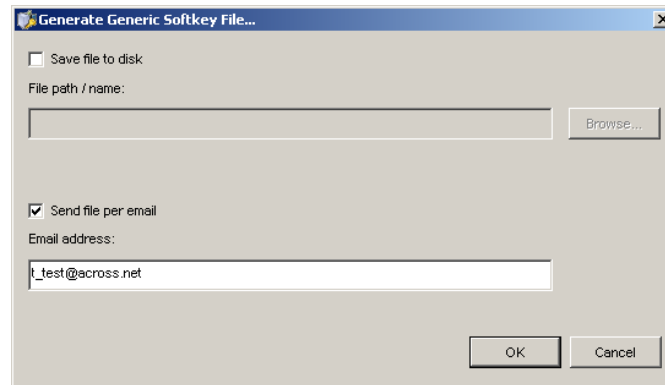 Generate Generic Softkey File...
Save file to disk
File path / name:
Browse...
Send file per email
Email address:
t_test@across.net
OK Cancel